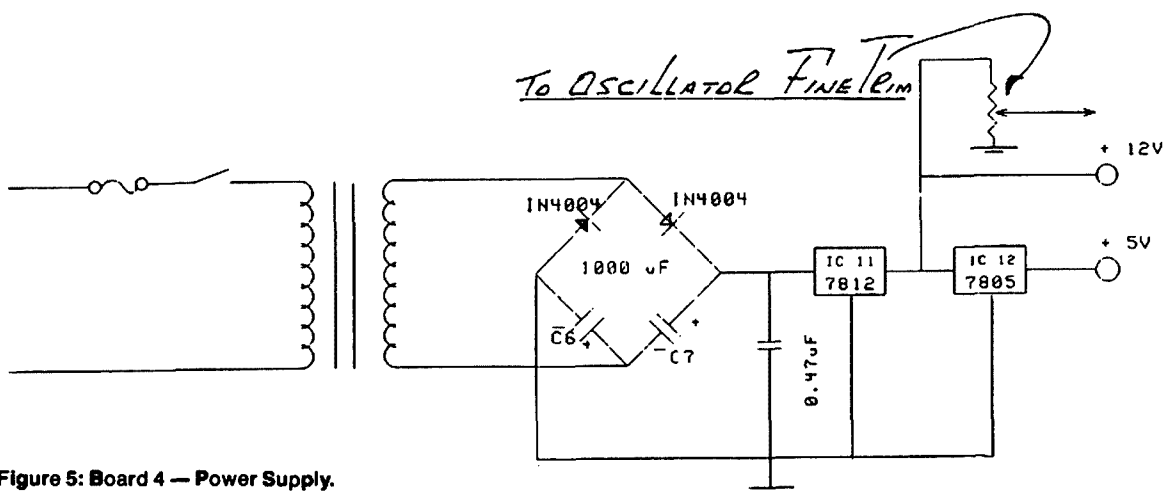 To OSCILLATOR FINE TRIM
+ 12V
IN4004
IN4004
+ 5V
1000 uF
IC 11
7812
IC 12
7805
C6
+
+
C7
0.47uF
Figure 5: Board 4 — Power Supply.